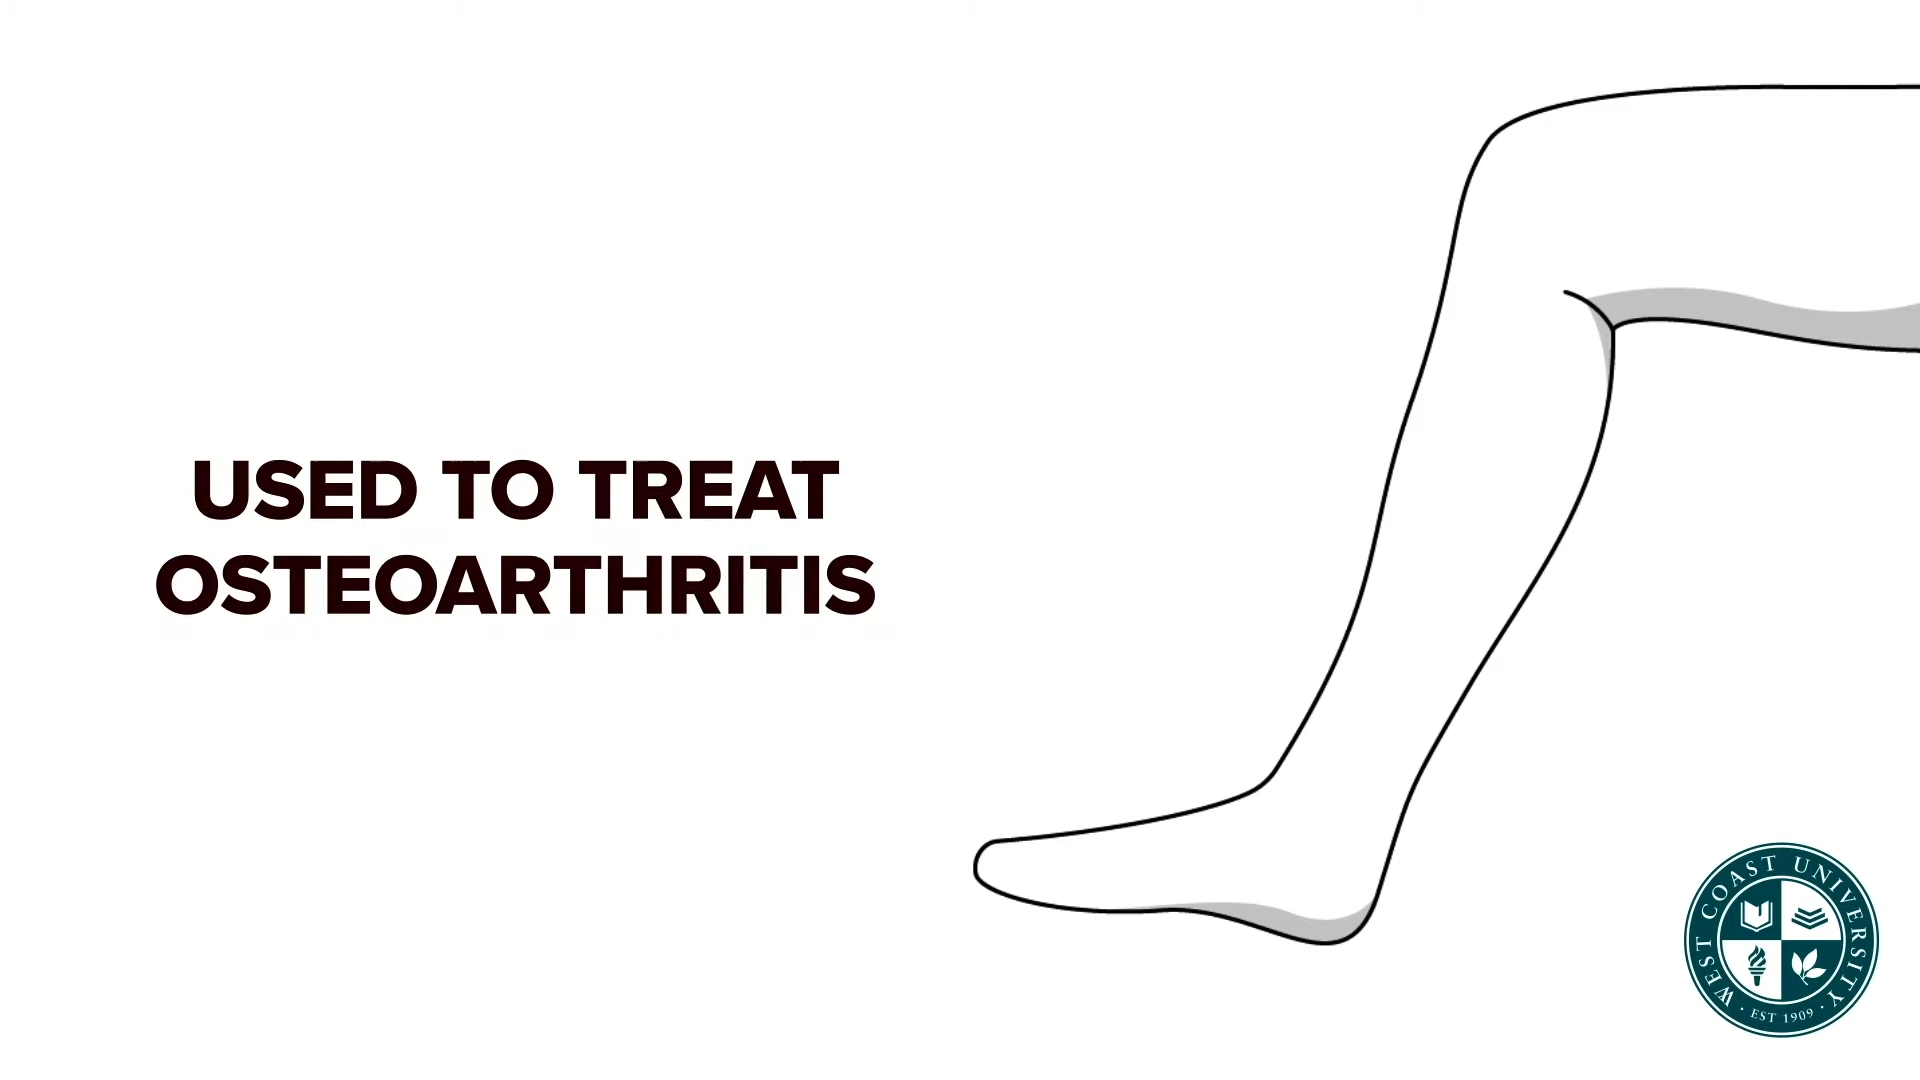 USED TO TREAT
OSTEOARTHRITIS
WEST COAST UNIVERSITY
· EST 1909 ·